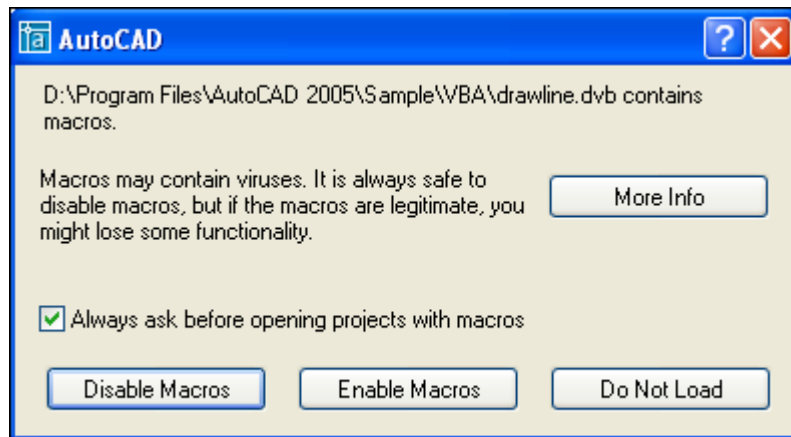 AutoCAD
D:\Program Files\AutoCAD 2005\Sample\VBA\drawline.dvb contains
macros.
Macros may contain viruses. It is always safe to
disable macros, but if the macros are legitimate, you
might lose some functionality.
More Info
Always ask before opening projects with macros
Disable Macros Enable Macros Do Not Load